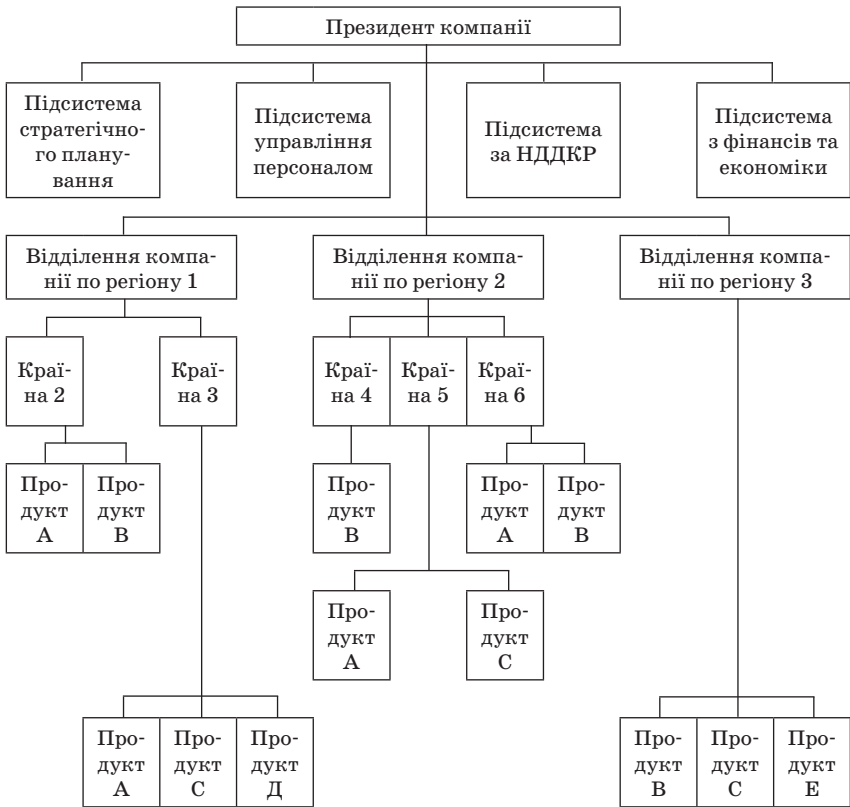 Президент компанії
Підсистема
стратегічно-
го плану-
вання
Підсистема
управління
персоналом
Підсистема
за НДДКР
Підсистема
з фінансів та
економіки
Відділення компа-
нії по регіону 1
Відділення компа-
нії по регіону 2
Відділення компа-
нії по регіону 3
Краї-
на 2
Краї-
на 3
Краї-
на 4
Краї-
на 5
Краї-
на 6
Про-
дукт
А
Про-
дукт
В
Про-
дукт
В
Про-
дукт
А
Про-
дукт
В
Про-
дукт
А
Про-
дукт
С
Про-
дукт
А
Про-
дукт
С
Про-
дукт
Д
Про-
дукт
В
Про-
дукт
С
Про-
дукт
Е